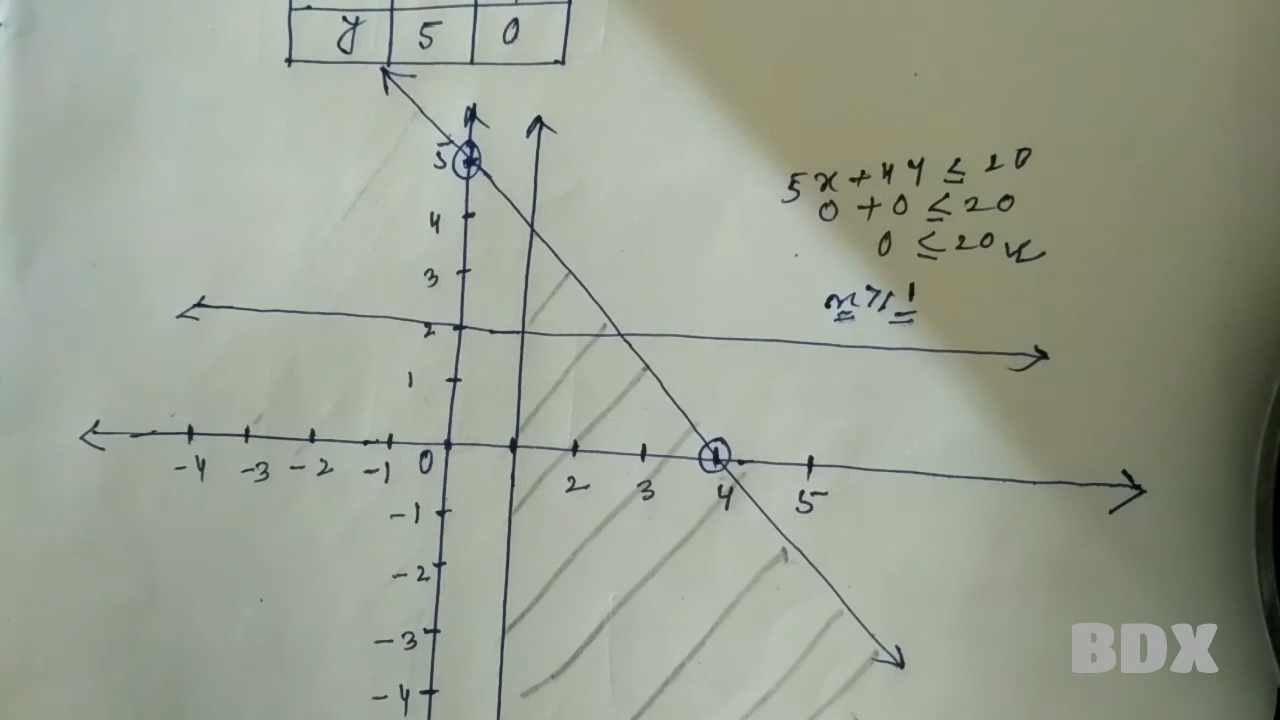 y 5 0
5
4
3
2
1
-4 -3 -2 -1 0 2 3 4 5
-1
-2
-3
-4
5x + 4y ≤ 20
0 + 0 ≤ 20
0 ≤ 20
x ≥ 1
BDX